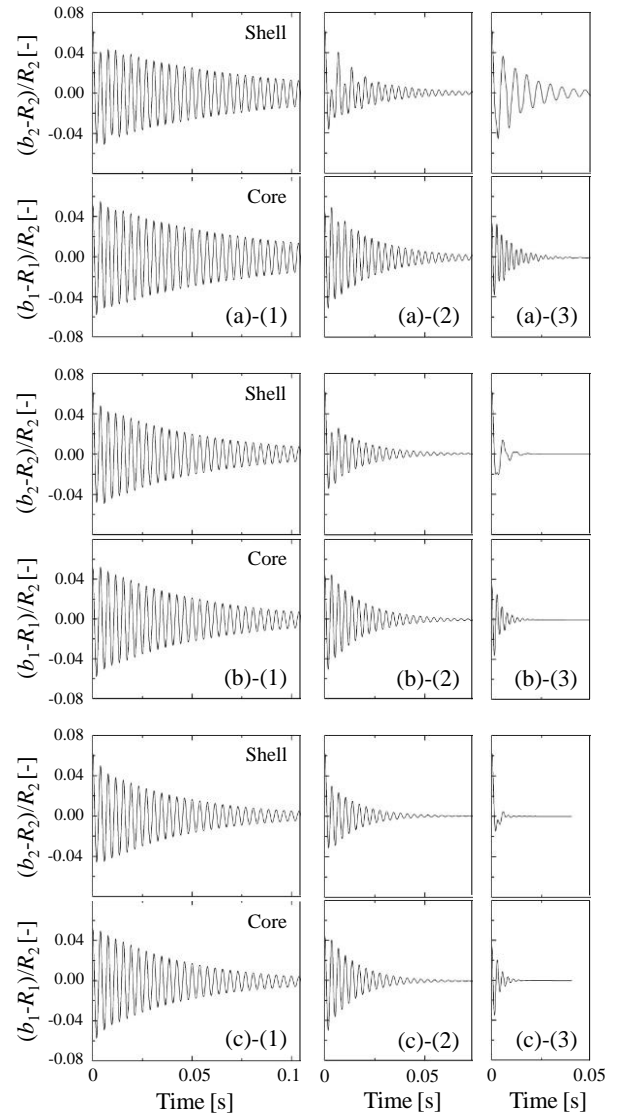 0.08
0.04
0.00
-0.04
(b2-R2)/R2 [-]
Shell
0.04
0.00
-0.04
-0.08
(b1-R1)/R2 [-]
Core
(a)-(1)
(a)-(2)
(a)-(3)
0.08
0.04
0.00
-0.04
(b2-R2)/R2 [-]
Shell
0.04
0.00
-0.04
-0.08
(b1-R1)/R2 [-]
Core
(b)-(1)
(b)-(2)
(b)-(3)
0.08
0.04
0.00
-0.04
(b2-R2)/R2 [-]
Shell
0.04
0.00
-0.04
-0.08
(b1-R1)/R2 [-]
Core
(c)-(1)
(c)-(2)
(c)-(3)
0 0.05 0.1 0 0.05 0 0.05
Time [s] Time [s] Time [s]